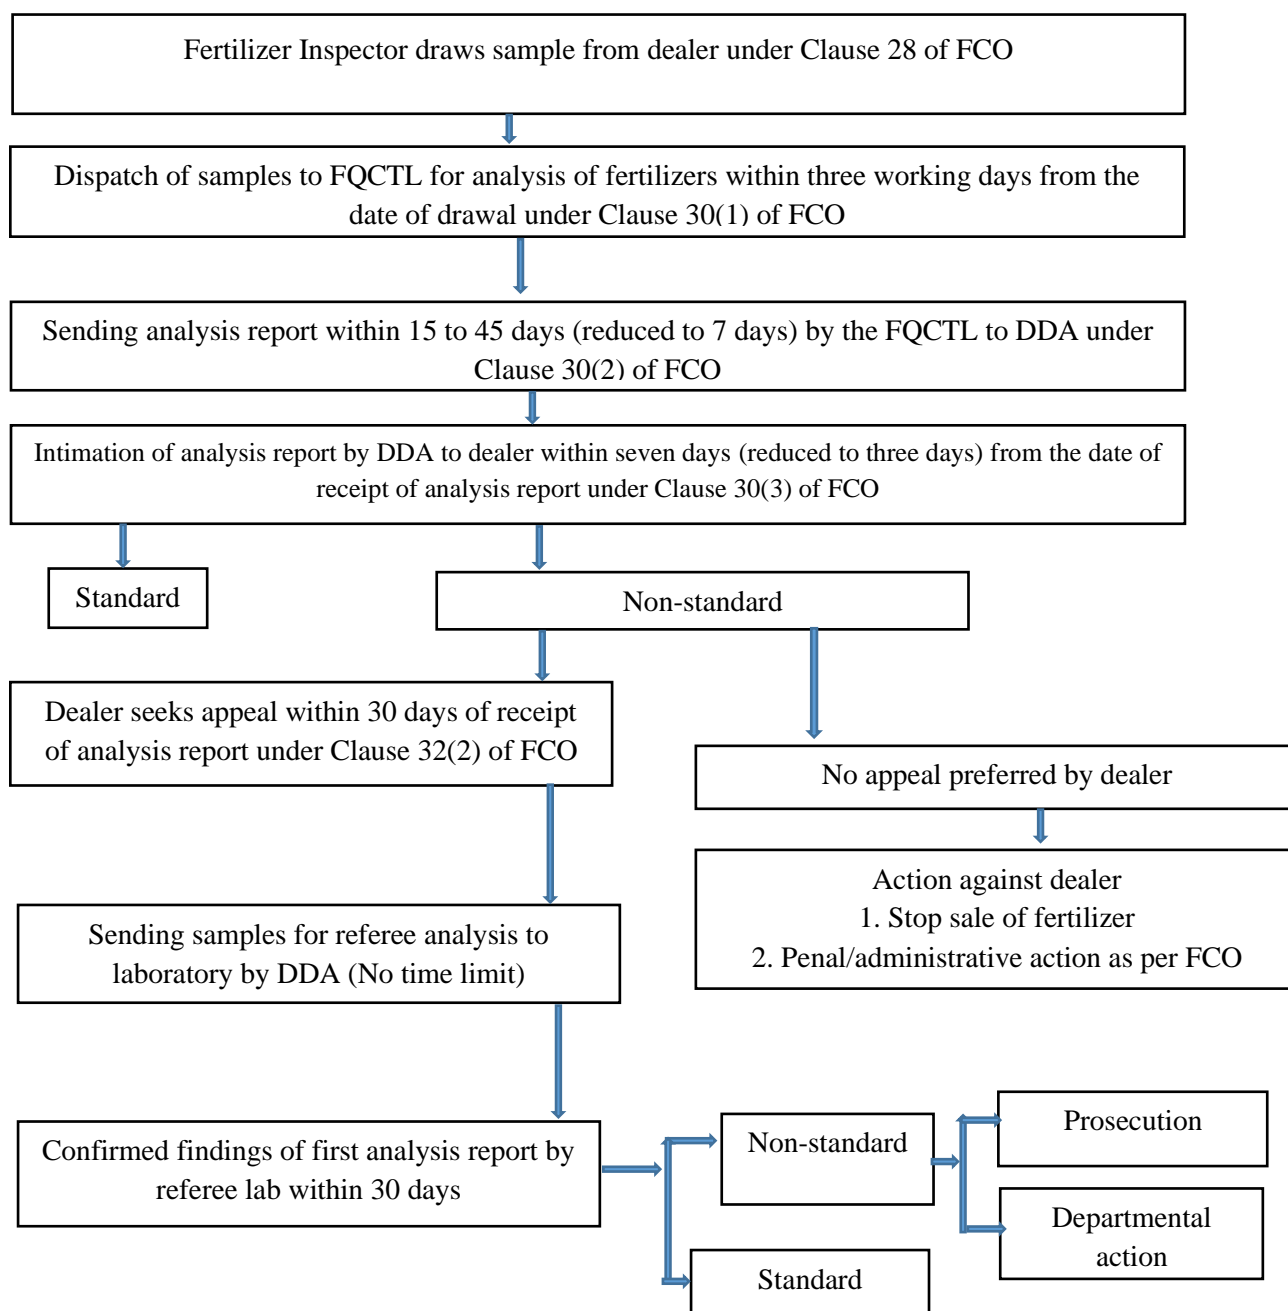 Fertilizer Inspector draws sample from dealer under Clause 28 of FCO
Dispatch of samples to FQCTL for analysis of fertilizers within three working days from the
date of drawal under Clause 30(1) of FCO
Sending analysis report within 15 to 45 days (reduced to 7 days) by the FQCTL to DDA under
Clause 30(2) of FCO
Intimation of analysis report by DDA to dealer within seven days (reduced to three days) from the date of
receipt of analysis report under Clause 30(3) of FCO
Standard
Non-standard
Dealer seeks appeal within 30 days of receipt
of analysis report under Clause 32(2) of FCO
No appeal preferred by dealer
Action against dealer
1. Stop sale of fertilizer
2. Penal/administrative action as per FCO
Sending samples for referee analysis to
laboratory by DDA (No time limit)
Confirmed findings of first analysis report by
referee lab within 30 days
Non-standard
Prosecution
Departmental
action
Standard